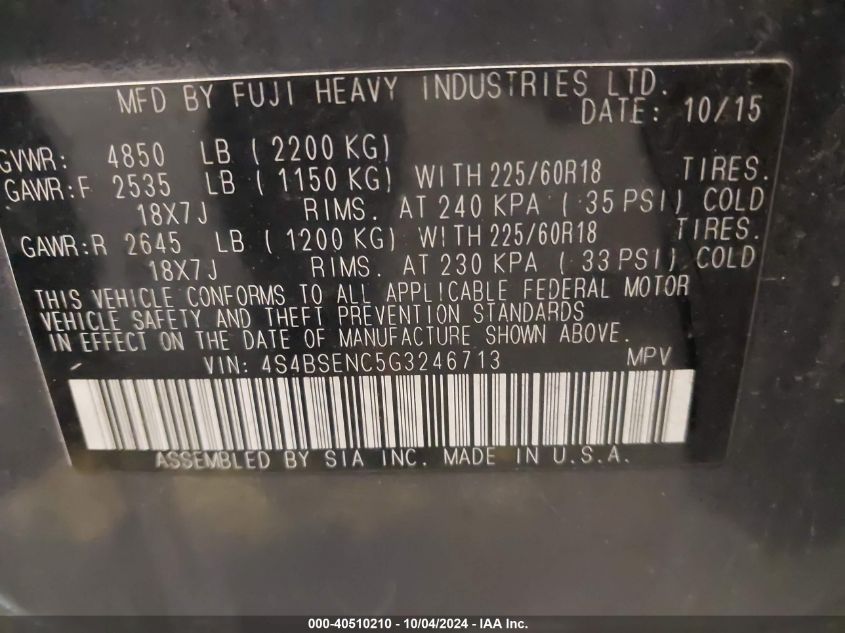 MFD BY FUJI HEAVY INDUSTRIES LTD.
DATE: 10/15
GVWR: 4850 LB ( 2200 KG)
GAWR:F 2535 LB ( 1150 KG) WITH 225/60R18 TIRES.
18X7J RIMS. AT 240 KPA ( 35 PSI) COLD
GAWR:R 2645 LB ( 1200 KG) WITH 225/60R18 TIRES.
18X7J RIMS. AT 230 KPA ( 33 PSI) COLD
THIS VEHICLE CONFORMS TO ALL APPLICABLE FEDERAL MOTOR
VEHICLE SAFETY AND THEFT PREVENTION STANDARDS
IN EFFECT ON THE DATE OF MANUFACTURE SHOWN ABOVE.
VIN: 4S4BSENC5G3246713 MPV
ASSEMBLED BY SIA INC. MADE IN U.S.A.
000-40510210 - 10/04/2024 - IAA Inc.